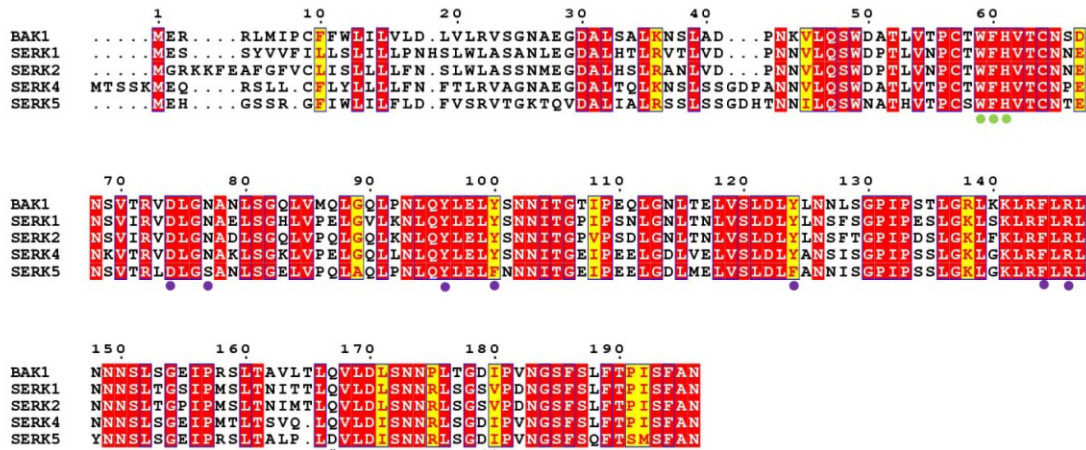 1 10 20 30 40 50 60
BAK1 .....MER....RLMIPCFFWLILVLD.LVLRVSGNAEGDALSALKNSLAD..PNKVLQSWDATLVTPCTWFHVTCNSD
SERK1 .....MES....SYVVFILLSLILLPNHSLWLASANLEGDALHTLRVTLVD..PNNVLQSWDPTLVNPCTWFHVTCNNE
SERK2 .....MGRKKFEAFGFVCLISLLLLFN.SLWLASSNMEGDALHSLRANLVD..PNNVLQSWDPTLVNPCTWFHVTCNNE
SERK4 MTSSKMEQ....RSLL.CFLYLLLLFN.FTLRVAGNAEGDALTQLKNSLSSGDPANNVLQSWDATLVTPCTWFHVTCNPE
SERK5 .....MEH....GSSR.GFIWLILFLD.FVSRVTGKTQVDALIALRSSLSSGDHTNNILQSWNATHVTPCSWFHVTCNTE
70 80 90 100 110 120 130 140
BAK1 NSVTRVDLGNANLSGQLVMQLGQLPNLQYLELYSNNITGTIPEQLGNLTELVSLDLYLNNLSGPIPSTLGRLKKLRFLRL
SERK1 NSVIRVDLGNAELSGHLVPELGVLKNLQYLELYSNNITGPIPSNLGNLTNLVSLDLYLNSFSGPIPESLGKLSKLRFLRL
SERK2 NSVIRVDLGNADLSGQLVPQLGQLKNLQYLELYSNNITGPVPSDLGNLTNLVSLDLYLNSFTGPIPDSLGKLFKLRFLRL
SERK4 NKVTRVDLGNAKLSGKLVPELGQLLNLQYLELYSNNITGEIPEELGDLVELVSLDLYANSISGPIPSSLGKLGKLRFLRL
SERK5 NSVTRLDLGSANLSGELVPQLAQLPNLQYLELFNNNITGEIPEELGDLMELVSLDLFANNISGPIPSSLGKLGKLRFLRL
150 160 170 180 190
BAK1 NNNSLSGEIPRSLTAVLTLQVLDLSNNPLTGDIPVNGSFSLFTPISFAN
SERK1 NNNSLTGSIPMSLTNITTLQVLDLSNNRLSGSVPDNGSFSLFTPISFAN
SERK2 NNNSLTGPIPMSLTNIMTLQVLDLSNNRLSGSVPDNGSFSLFTPISFAN
SERK4 NNNSLSGEIPMTLTSVQ.LQVLDISNNRLSGDIPVNGSFSLFTPISFAN
SERK5 YNNSLSGEIPRSLTALP.LDVLDISNNRLSGDIPVNGSFSQFTSMSFAN